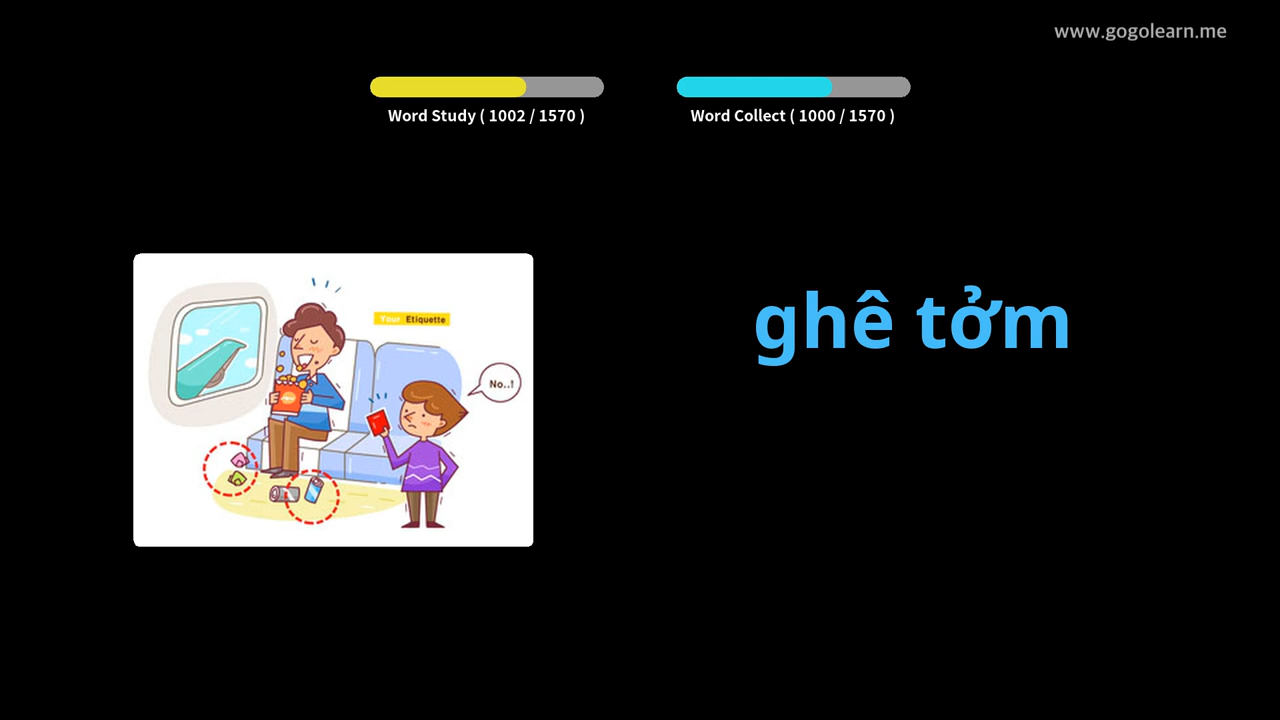 www.gogolearn.me
Word Study ( 1002 / 1570 )
Word Collect ( 1000 / 1570 )
Your Etiquette
No..!
ghê tởm